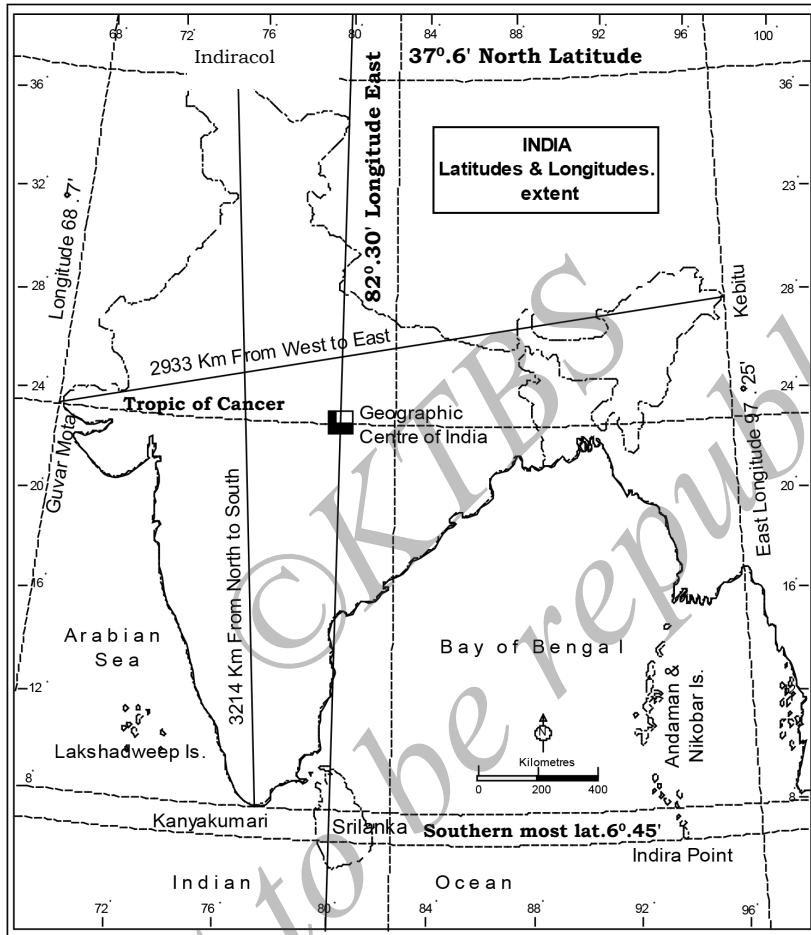 68° 72° 76° 80° 84° 88° 92° 96° 100°
Indiracol
37⁰.6' North Latitude
36° 36°
82⁰.30' Longitude East
INDIA
Latitudes & Longitudes.
extent
32° 23°
Longitude 68.°7'
28° 28°
Kebitu
2933 Km From West to East
24° 24°
Tropic of Cancer
Geographic
Centre of India
Guvar Mota
East Longitude 97.°25'
20° 20°
3214 Km From North to South
16° 16°
Arabian
Sea
Bay of Bengal
12°
Andaman &
Nikobar Is.
Lakshadweep Is.
N
Kilometres
0 200 400
8° 8°
Kanyakumari
Srilanka
Southern most lat.6⁰.45'
Indira Point
Indian Ocean
72° 76° 80° 84° 88° 92° 96°
©KTBS
t to be republ